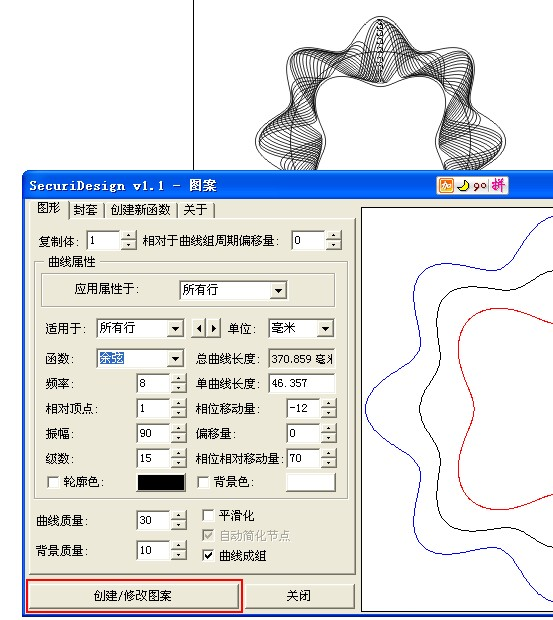 SecuriDesign v1.1 - 图案
拼
图形 封套 创建新函数 关于
复制体: 1 相对于曲线组周期偏移量: 0
曲线属性
应用属性于: 所有行
适用于: 所有行 单位: 毫米
函数: 余弦 总曲线长度: 370.859 毫米
频率: 8 单曲线长度: 46.357
相对顶点: 1 相位移动量: -12
振幅: 90 偏移量: 0
级数: 15 相位相对移动量: 70
轮廓色: 背景色:
曲线质量: 30 平滑化
自动简化节点
背景质量: 10 曲线成组
创建/修改图案 关闭